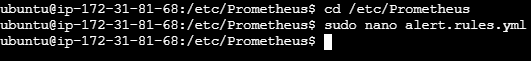 ubuntu@ip-172-31-81-68:/etc/Prometheus$ cd /etc/Prometheus
ubuntu@ip-172-31-81-68:/etc/Prometheus$ sudo nano alert.rules.yml
ubuntu@ip-172-31-81-68:/etc/Prometheus$